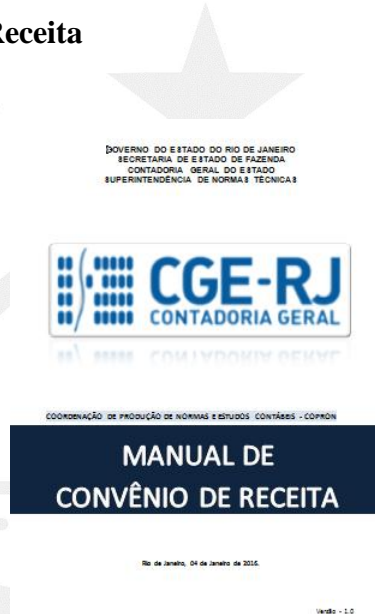 Receita
GOVERNO DO ESTADO DO RIO DE JANEIRO
SECRETARIA DE ESTADO DE FAZENDA
CONTADORIA GERAL DO ESTADO
SUPERINTENDÊNCIA DE NORMAS TÉCNICAS
CGE-RJ
CONTADORIA GERAL
COORDENAÇÃO DE PRODUÇÃO DE NORMAS E ESTUDOS CONTÁBEIS - COPRON
MANUAL DE
CONVÊNIO DE RECEITA
Rio de Janeiro, 04 de Janeiro de 2016.
Versão - 1.0